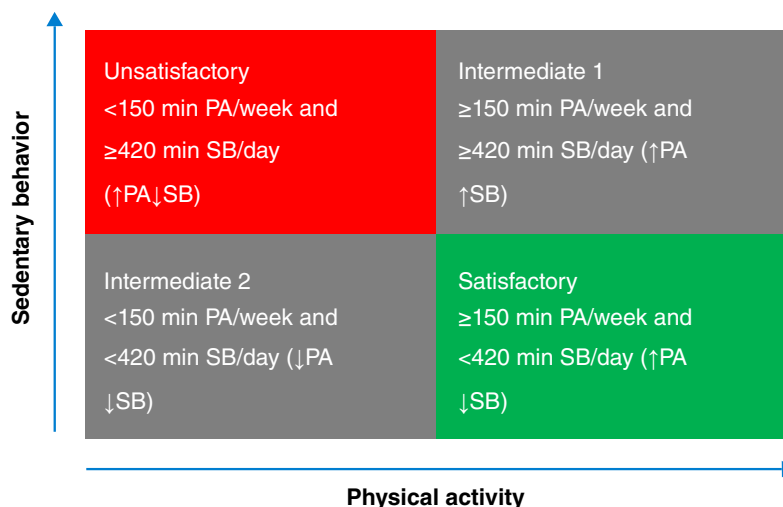 Sedentary behavior
Unsatisfactory
<150 min PA/week and
≥420 min SB/day
(↑PA↓SB)
Intermediate 1
≥150 min PA/week and
≥420 min SB/day (↑PA
↑SB)
Intermediate 2
<150 min PA/week and
<420 min SB/day (↓PA
↓SB)
Satisfactory
≥150 min PA/week and
<420 min SB/day (↑PA
↓SB)
Physical activity